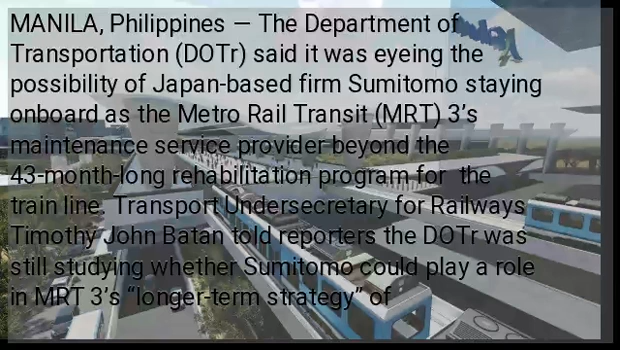 MANILA, Philippines — The Department of
Transportation (DOTr) said it was eyeing the
possibility of Japan-based firm Sumitomo staying
onboard as the Metro Rail Transit (MRT) 3’s
maintenance service provider beyond the
43-month-long rehabilitation program for the
train line. Transport Undersecretary for Railways
Timothy John Batan told reporters the DOTr was
still studying whether Sumitomo could play a role
in MRT 3’s “longer-term strategy” of